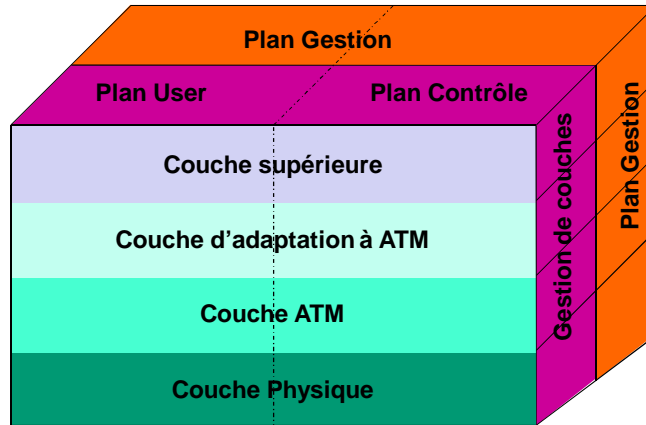 Plan Gestion
Plan User
Plan Contrôle
Couche supérieure
Couche d'adaptation à ATM
Couche ATM
Couche Physique
Gestion de couches
Plan Gestion